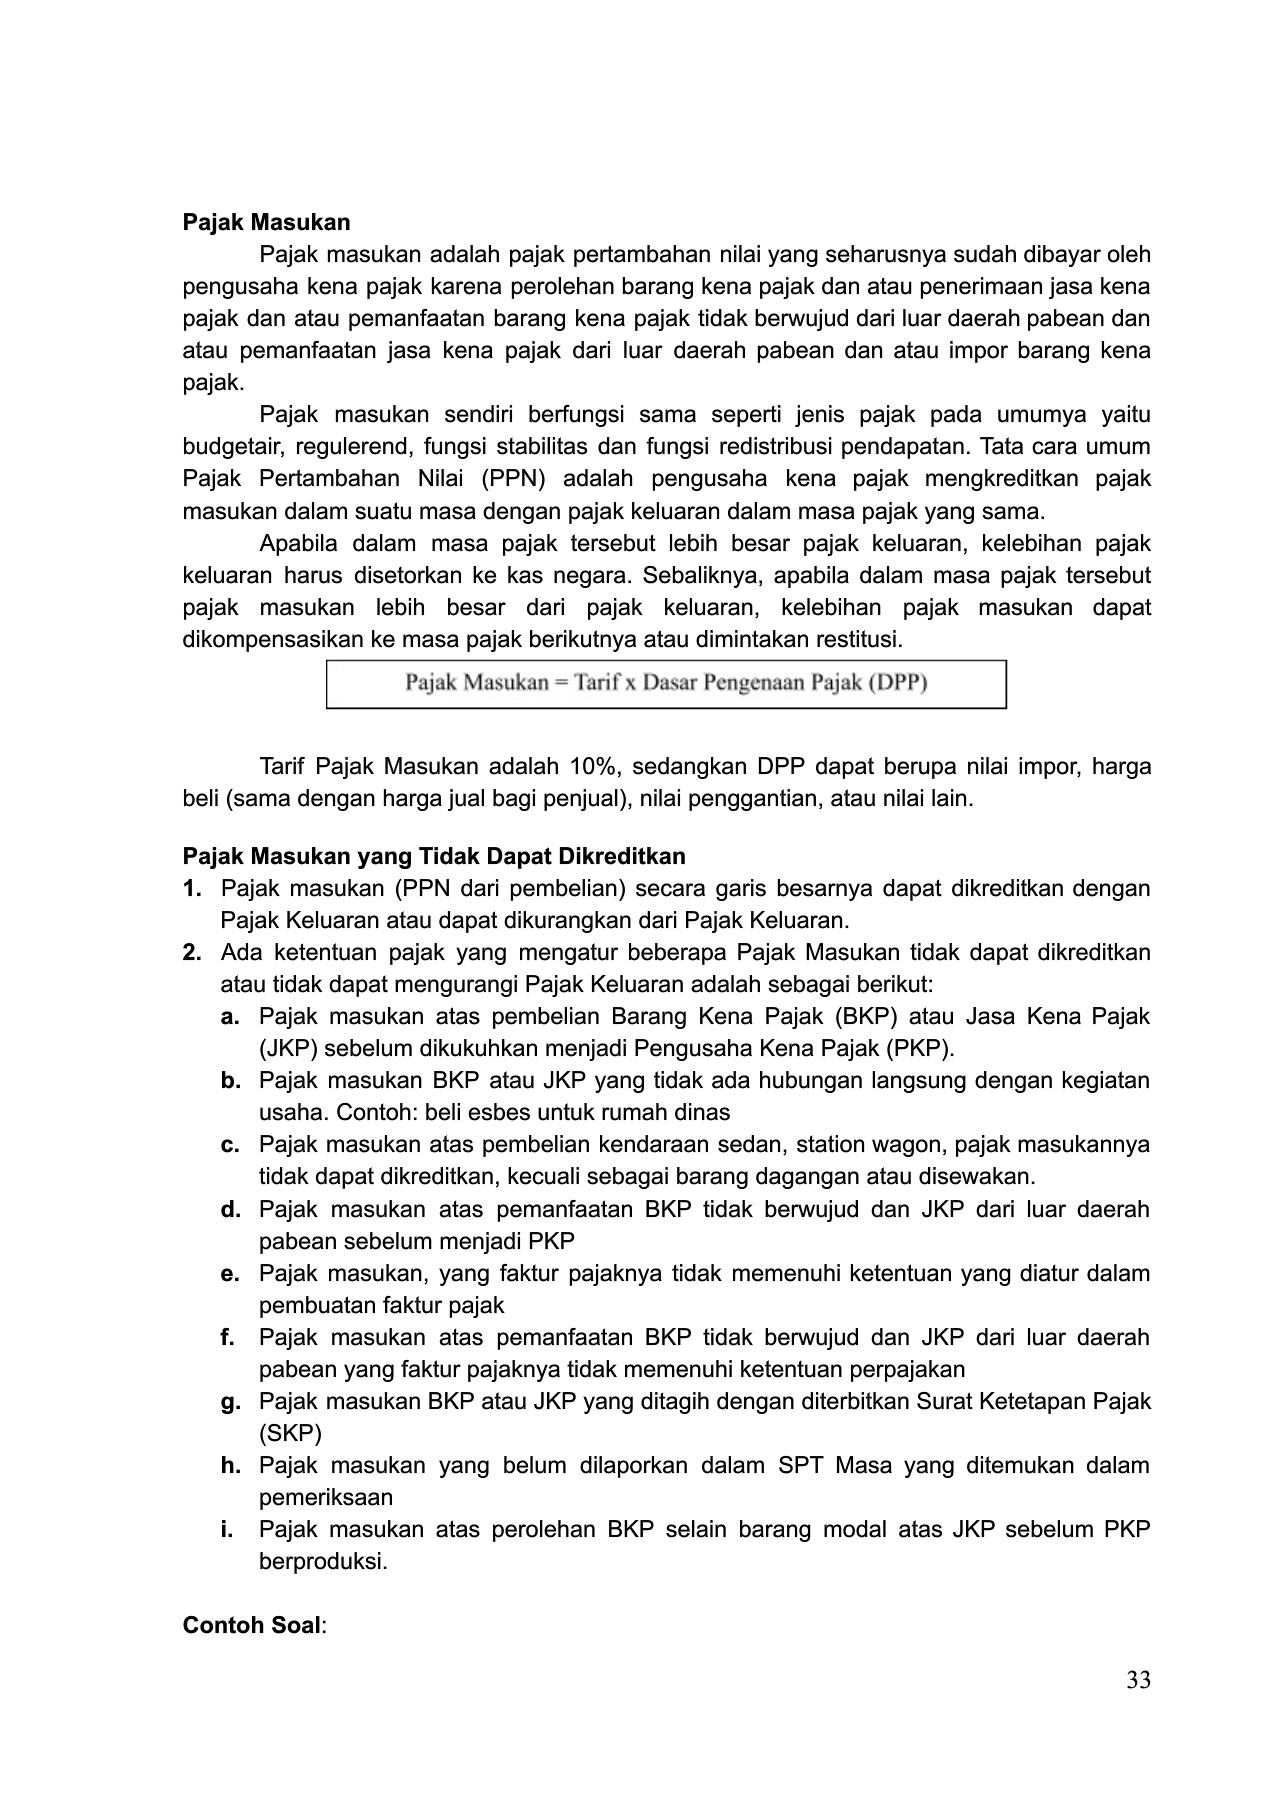 Pajak Masukan
Pajak masukan adalah pajak pertambahan nilai yang seharusnya sudah dibayar oleh
pengusaha kena pajak karena perolehan barang kena pajak dan atau penerimaan jasa kena
pajak dan atau pemanfaatan barang kena pajak tidak berwujud dari luar daerah pabean dan
atau pemanfaatan jasa kena pajak dari luar daerah pabean dan atau impor barang kena
pajak.
Pajak masukan sendiri berfungsi sama seperti jenis pajak pada umumya yaitu
budgetair, regulerend, fungsi stabilitas dan fungsi redistribusi pendapatan. Tata cara umum
Pajak Pertambahan Nilai (PPN) adalah pengusaha kena pajak mengkreditkan pajak
masukan dalam suatu masa dengan pajak keluaran dalam masa pajak yang sama.
Apabila dalam masa pajak tersebut lebih besar pajak keluaran, kelebihan pajak
keluaran harus disetorkan ke kas negara. Sebaliknya, apabila dalam masa pajak tersebut
pajak masukan lebih besar dari pajak keluaran, kelebihan pajak masukan dapat
dikompensasikan ke masa pajak berikutnya atau dimintakan restitusi.
Pajak Masukan = Tarif x Dasar Pengenaan Pajak (DPP)
Tarif Pajak Masukan adalah 10%, sedangkan DPP dapat berupa nilai impor, harga
beli (sama dengan harga jual bagi penjual), nilai penggantian, atau nilai lain.
Pajak Masukan yang Tidak Dapat Dikreditkan
1. Pajak masukan (PPN dari pembelian) secara garis besarnya dapat dikreditkan dengan
Pajak Keluaran atau dapat dikurangkan dari Pajak Keluaran.
2. Ada ketentuan pajak yang mengatur beberapa Pajak Masukan tidak dapat dikreditkan
atau tidak dapat mengurangi Pajak Keluaran adalah sebagai berikut:
a. Pajak masukan atas pembelian Barang Kena Pajak (BKP) atau Jasa Kena Pajak
(JKP) sebelum dikukuhkan menjadi Pengusaha Kena Pajak (PKP).
b. Pajak masukan BKP atau JKP yang tidak ada hubungan langsung dengan kegiatan
usaha. Contoh: beli esbes untuk rumah dinas
c. Pajak masukan atas pembelian kendaraan sedan, station wagon, pajak masukannya
tidak dapat dikreditkan, kecuali sebagai barang dagangan atau disewakan.
d. Pajak masukan atas pemanfaatan BKP tidak berwujud dan JKP dari luar daerah
pabean sebelum menjadi PKP
e. Pajak masukan, yang faktur pajaknya tidak memenuhi ketentuan yang diatur dalam
pembuatan faktur pajak
f. Pajak masukan atas pemanfaatan BKP tidak berwujud dan JKP dari luar daerah
pabean yang faktur pajaknya tidak memenuhi ketentuan perpajakan
g. Pajak masukan BKP atau JKP yang ditagih dengan diterbitkan Surat Ketetapan Pajak
(SKP)
h. Pajak masukan yang belum dilaporkan dalam SPT Masa yang ditemukan dalam
pemeriksaan
i. Pajak masukan atas perolehan BKP selain barang modal atas JKP sebelum PKP
berproduksi.
Contoh Soal:
33